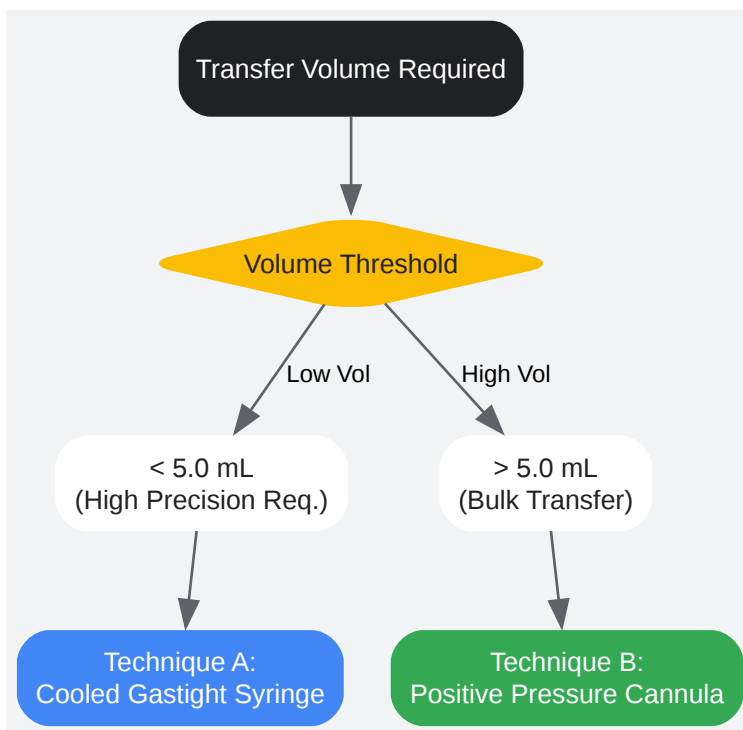 Transfer Volume Required
Volume Threshold
Low Vol
High Vol
< 5.0 mL
(High Precision Req.)
> 5.0 mL
(Bulk Transfer)
Technique A:
Cooled Gastight Syringe
Technique B:
Positive Pressure Cannula